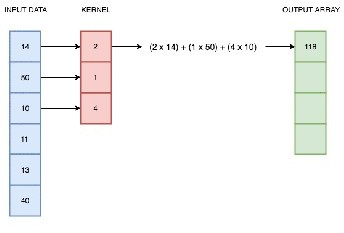 INPUT DATA KERNEL OUTPUT ARRAY
14 2 (2 x 14) + (1 x 50) + (4 x 10) 118
50 1
10 4
11
13
40